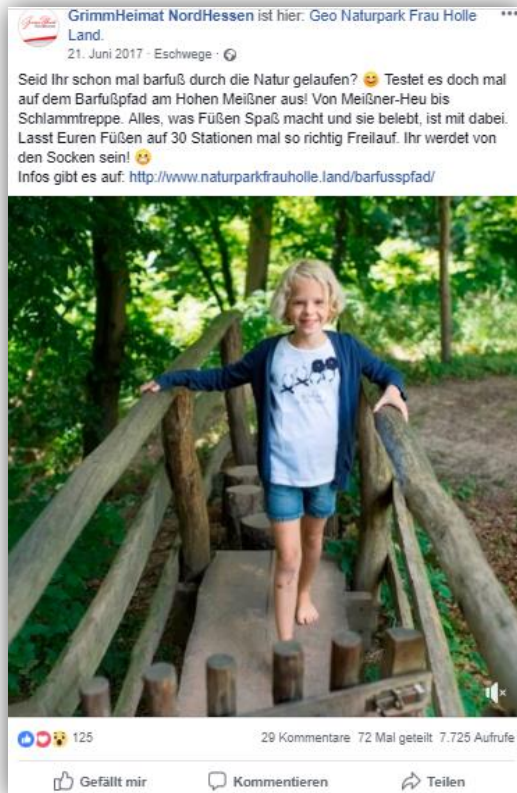 GrimmHeimat NordHessen ist hier: Geo Naturpark Frau Holle
Land.
21. Juni 2017 · Eschwege ·
Seid Ihr schon mal barfuß durch die Natur gelaufen? 😊 Testet es doch mal
auf dem Barfußpfad am Hohen Meißner aus! Von Meißner-Heu bis
Schlammtreppe. Alles, was Füßen Spaß macht und sie belebt, ist mit dabei.
Lasst Euren Füßen auf 30 Stationen mal so richtig Freilauf. Ihr werdet von
den Socken sein! 😁
Infos gibt es auf: http://www.naturparkfrauholle.land/barfusspfad/
125
29 Kommentare 72 Mal geteilt 7.725 Aufrufe
Gefällt mir
Kommentieren
Teilen